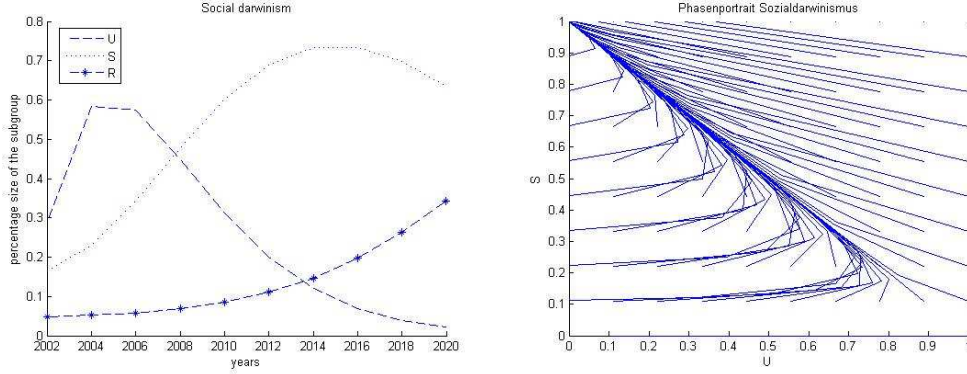 Social darwinism
percentage size of the subgroup
0.8
0.7
0.6
0.5
0.4
0.3
0.2
0.1
0
U
S
R
2002 2004 2006 2008 2010 2012 2014 2016 2018 2020
years
Phasenportrait Sozialdarwinismus
S
1
0.9
0.8
0.7
0.6
0.5
0.4
0.3
0.2
0.1
0
0 0.1 0.2 0.3 0.4 0.5 0.6 0.7 0.8 0.9 1
U